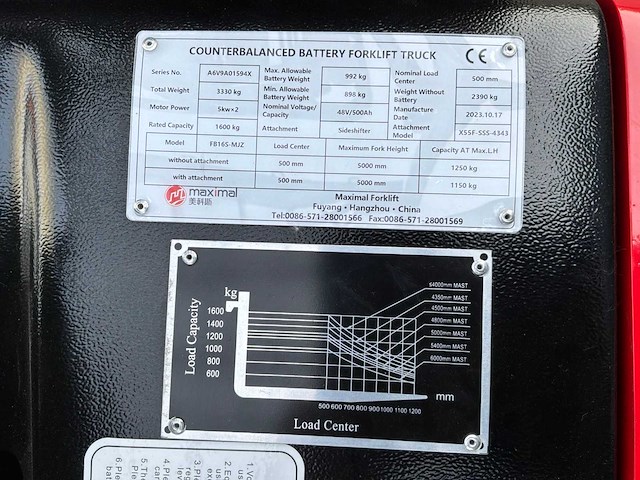 COUNTERBALANCED BATTERY FORKLIFT TRUCK CE
Series No. A6V9A01594X Max. Allowable Battery Weight 992 kg Nominal Load Center 500 mm
Total Weight 3330 kg Min. Allowable Battery Weight 898 kg Weight Without Battery 2390 kg
Motor Power 5kw×2 Nominal Voltage/Capacity 48V/500Ah Manufacture Date 2023.10.17
Rated Capacity 1600 kg Attachment Sideshifter Attachment Model X55F-SSS-4343
Model FB16S-MJZ Load Center Maximum Fork Height Capacity AT Max.L.H
without attachment 500 mm 5000 mm 1250 kg
with attachment 500 mm 5000 mm 1150 kg
maximal
美科斯
Maximal Forklift
Fuyang · Hangzhou · China
Tel:0086-571-28001566 Fax:0086-571-28001569
kg
Load Capacity
1600
1400
1200
1000
800
600
≤4000mm MAST
4350mm MAST
4500mm MAST
4800mm MAST
5000mm MAST
5400mm MAST
6000mm MAST
mm
500 600 700 800 900 1000 1100 1200
Load Center